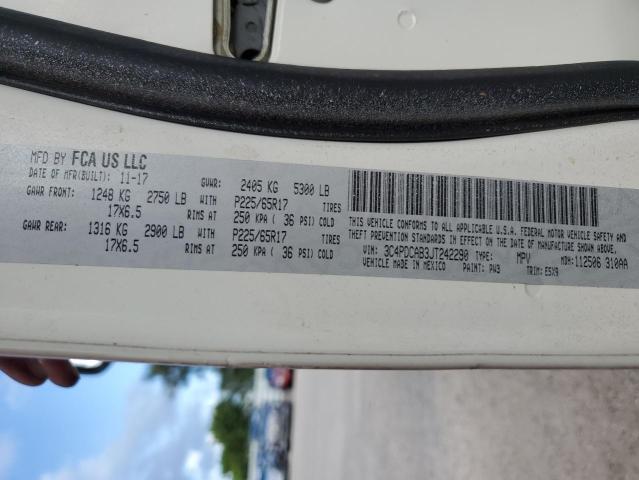 MFD BY FCA US LLC
DATE OF MFR(BUILT): 11-17 GVWR: 2405 KG 5300 LB
GAWR FRONT: 1248 KG 2750 LB WITH P225/65R17 TIRES
17X6.5 RIMS AT 250 KPA ( 36 PSI) COLD
GAWR REAR: 1316 KG 2900 LB WITH P225/65R17 TIRES
17X6.5 RIMS AT 250 KPA ( 36 PSI) COLD
THIS VEHICLE CONFORMS TO ALL APPLICABLE U.S.A. FEDERAL MOTOR VEHICLE SAFETY AND
THEFT PREVENTION STANDARDS IN EFFECT ON THE DATE OF MANUFACTURE SHOWN ABOVE.
VIN: 3C4PDCAB3JT242290 TYPE: MPV MDH: 112506 310AA
VEHICLE MADE IN MEXICO PAINT: PW3 TRIM: E5X9